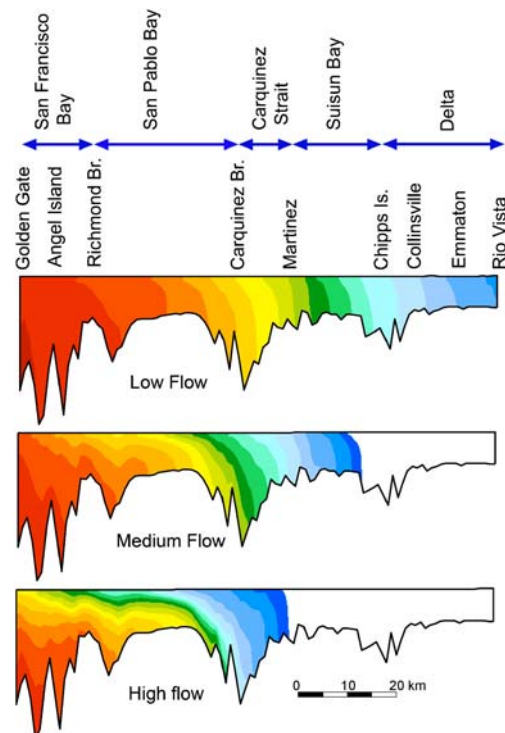 San Francisco
Bay
San Pablo Bay
Carquinez
Strait
Suisun Bay
Delta
Golden Gate
Angel Island
Richmond Br.
Carquinez Br.
Martinez
Chipps Is.
Collinsville
Emmaton
Rio Vista
Low Flow
Medium Flow
High flow
0 10 20 km